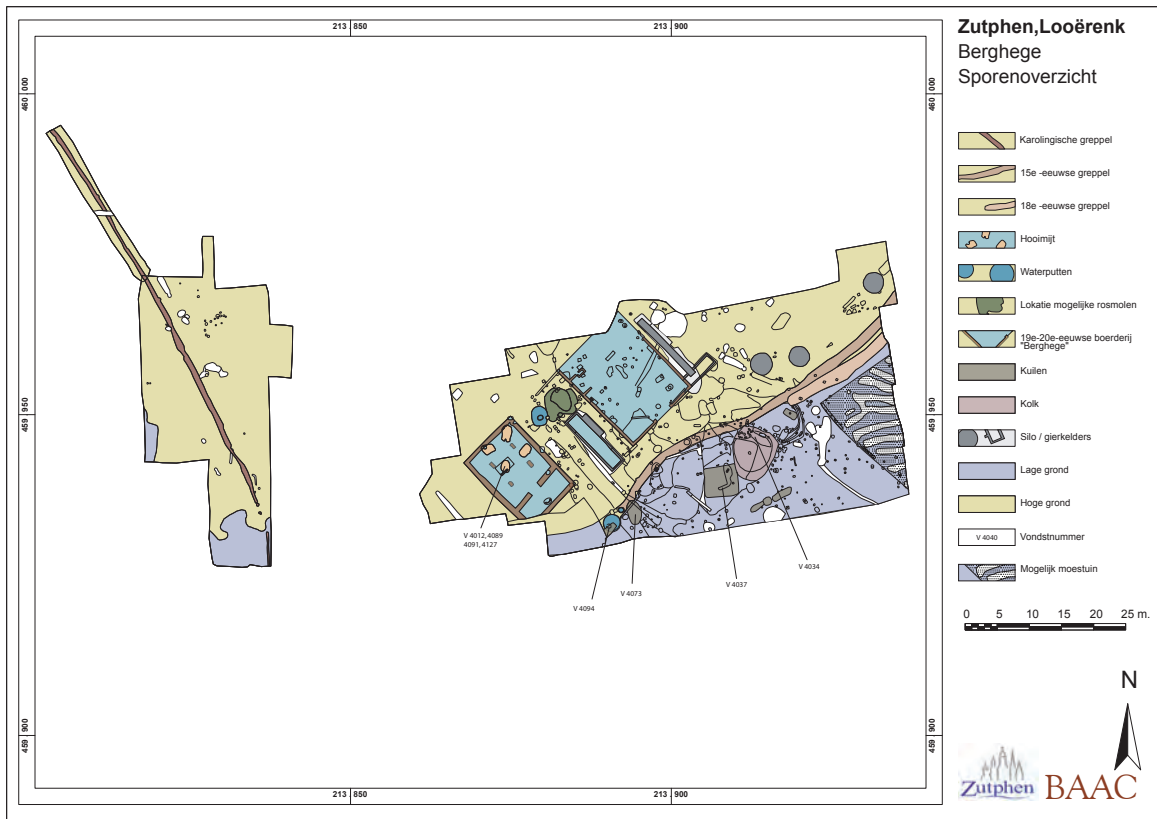 Zutphen,Looërenk
Berghege
Sporenoverzicht
213 850
213 900
460 000
460 000
459 950
459 950
459 900
459 900
213 850
213 900
V 4012, 4089
4091, 4127
V 4094
V 4073
V 4037
V 4034
Karolingische greppel
15e -eeuwse greppel
18e -eeuwse greppel
Hooimijt
Waterputten
Lokatie mogelijke rosmolen
19e-20e-eeuwse boerderij
"Berghege"
Kuilen
Kolk
Silo / gierkelders
Lage grond
Hoge grond
V 4040 Vondstnummer
Mogelijk moestuin
0 5 10 15 20 25 m.
N
Zutphen BAAC